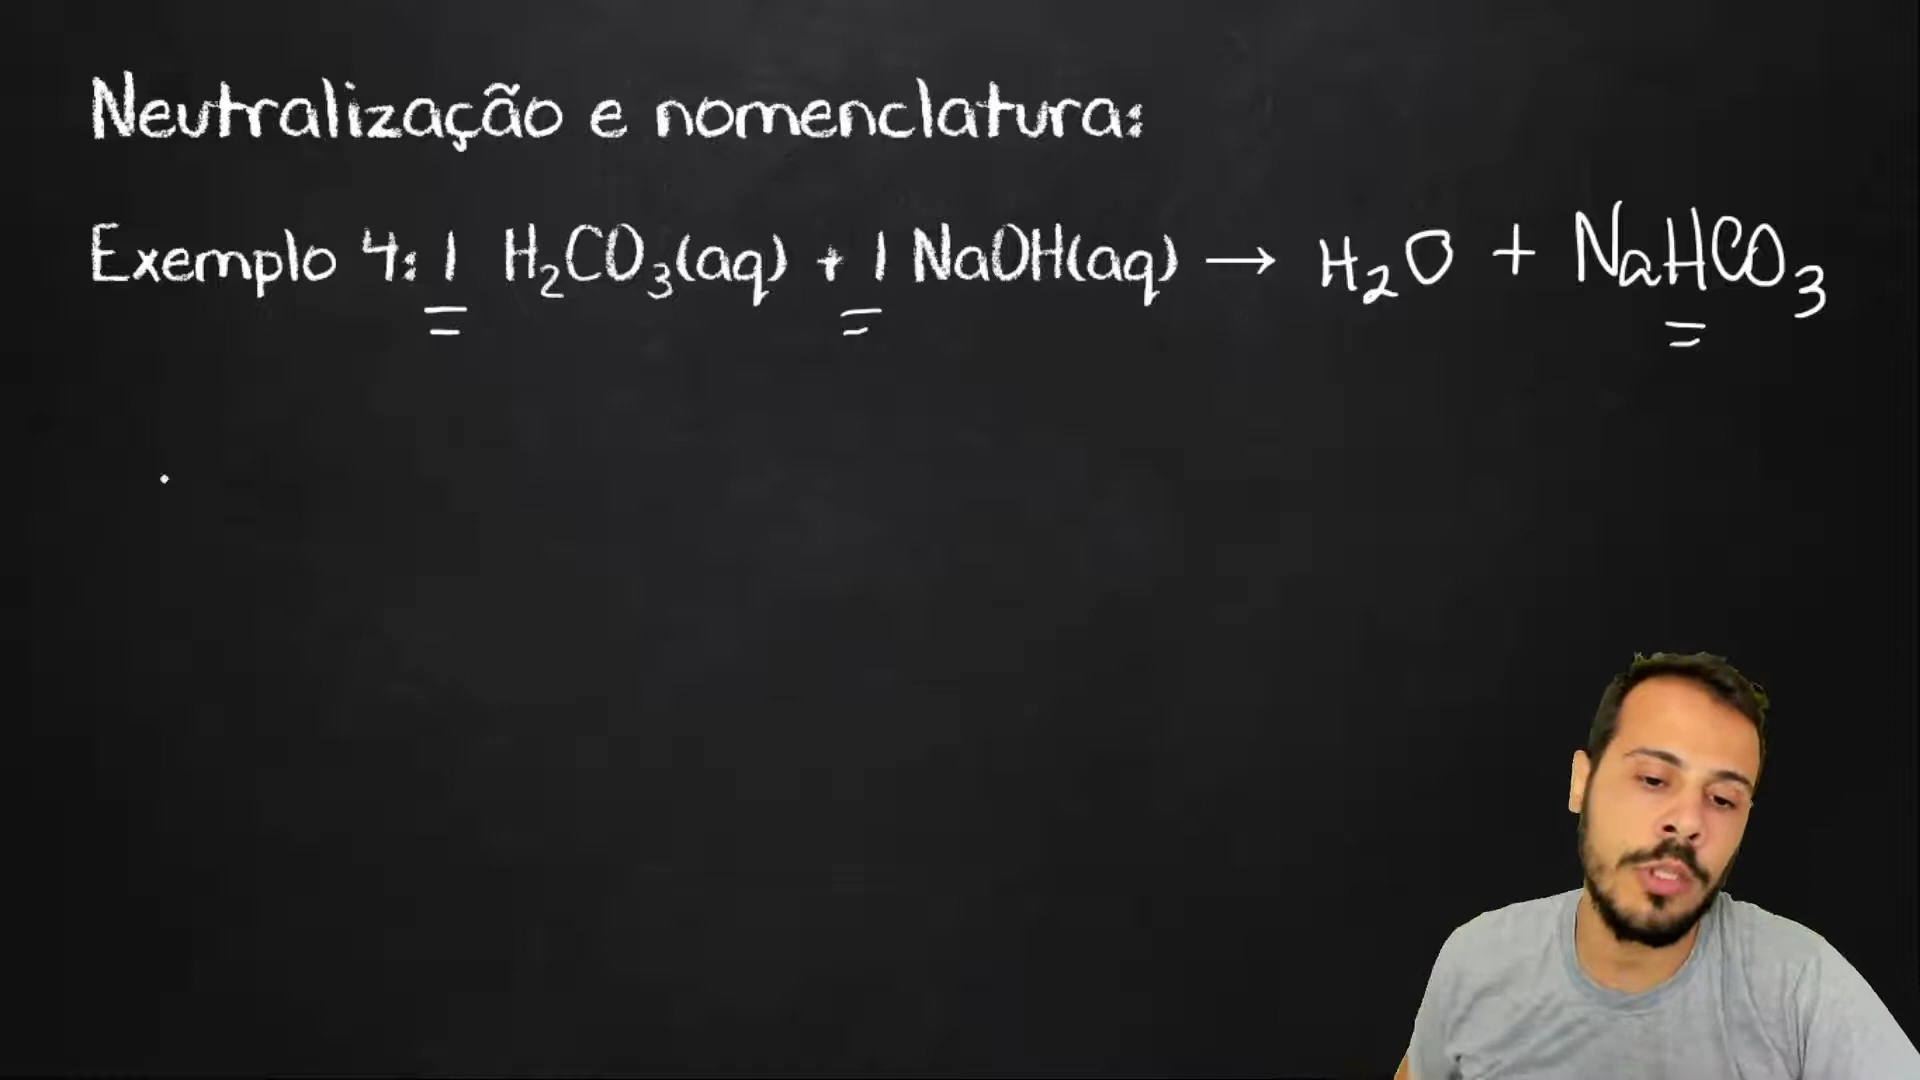 Neutralização e nomenclatura:
Exemplo 4: 1 H₂CO₃(aq) + 1 NaOH(aq) → H₂O + NaHCO₃